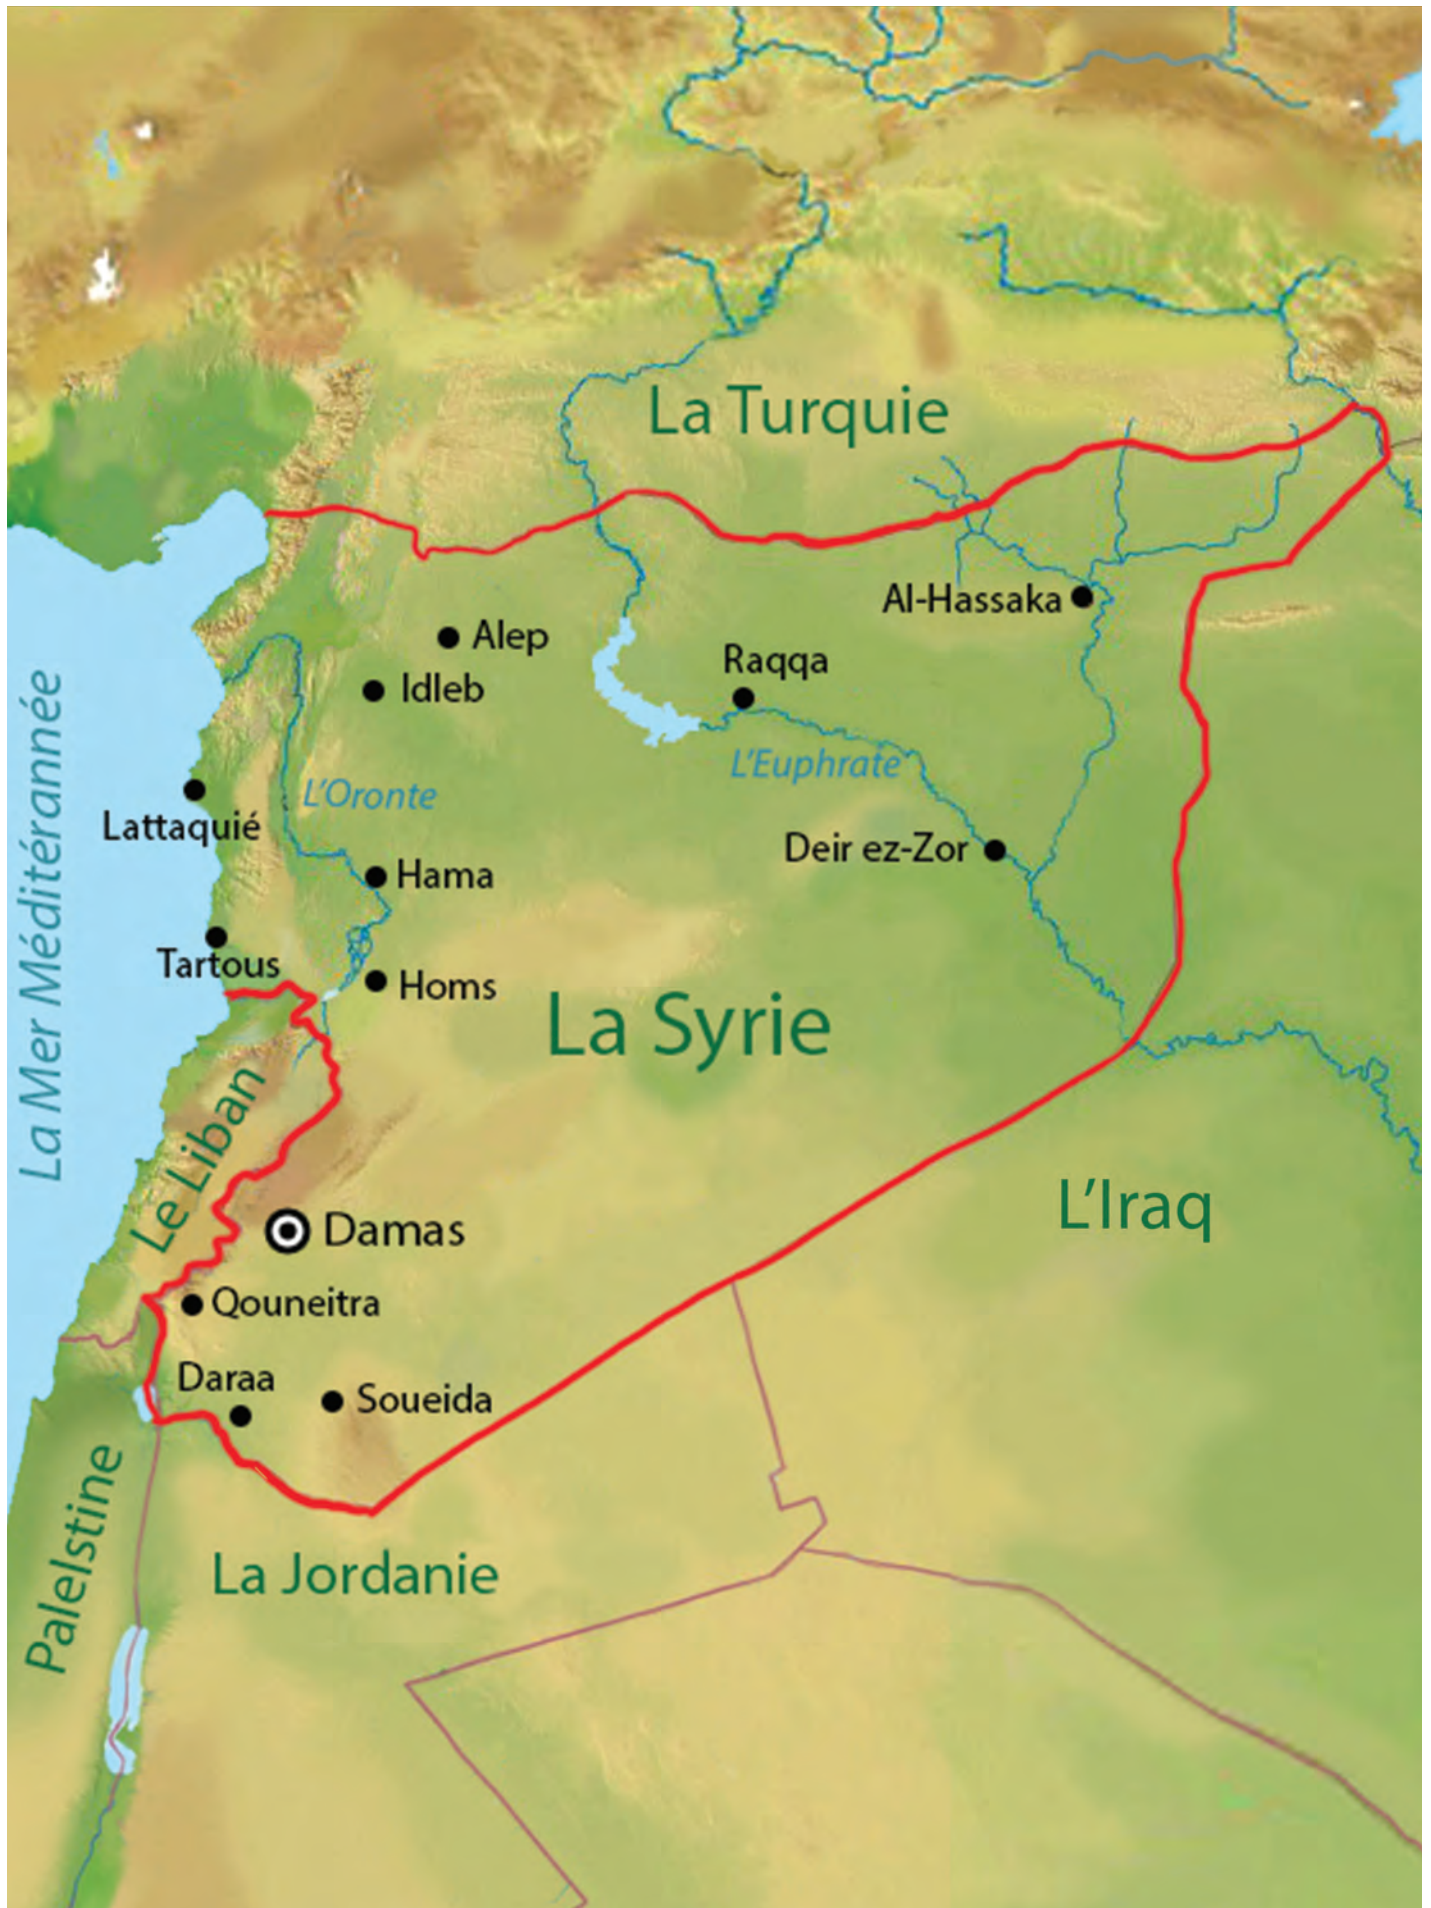 La Turquie
Al-Hassaka
Alep
Raqqa
Idleb
L'Euphrate
L'Oronte
Lattaquié
Deir ez-Zor
Hama
La Mer Méditérannée
Tartous
Homs
La Syrie
Le Liban
L'Iraq
Damas
Qouneitra
Daraa
Soueida
Palelstine
La Jordanie